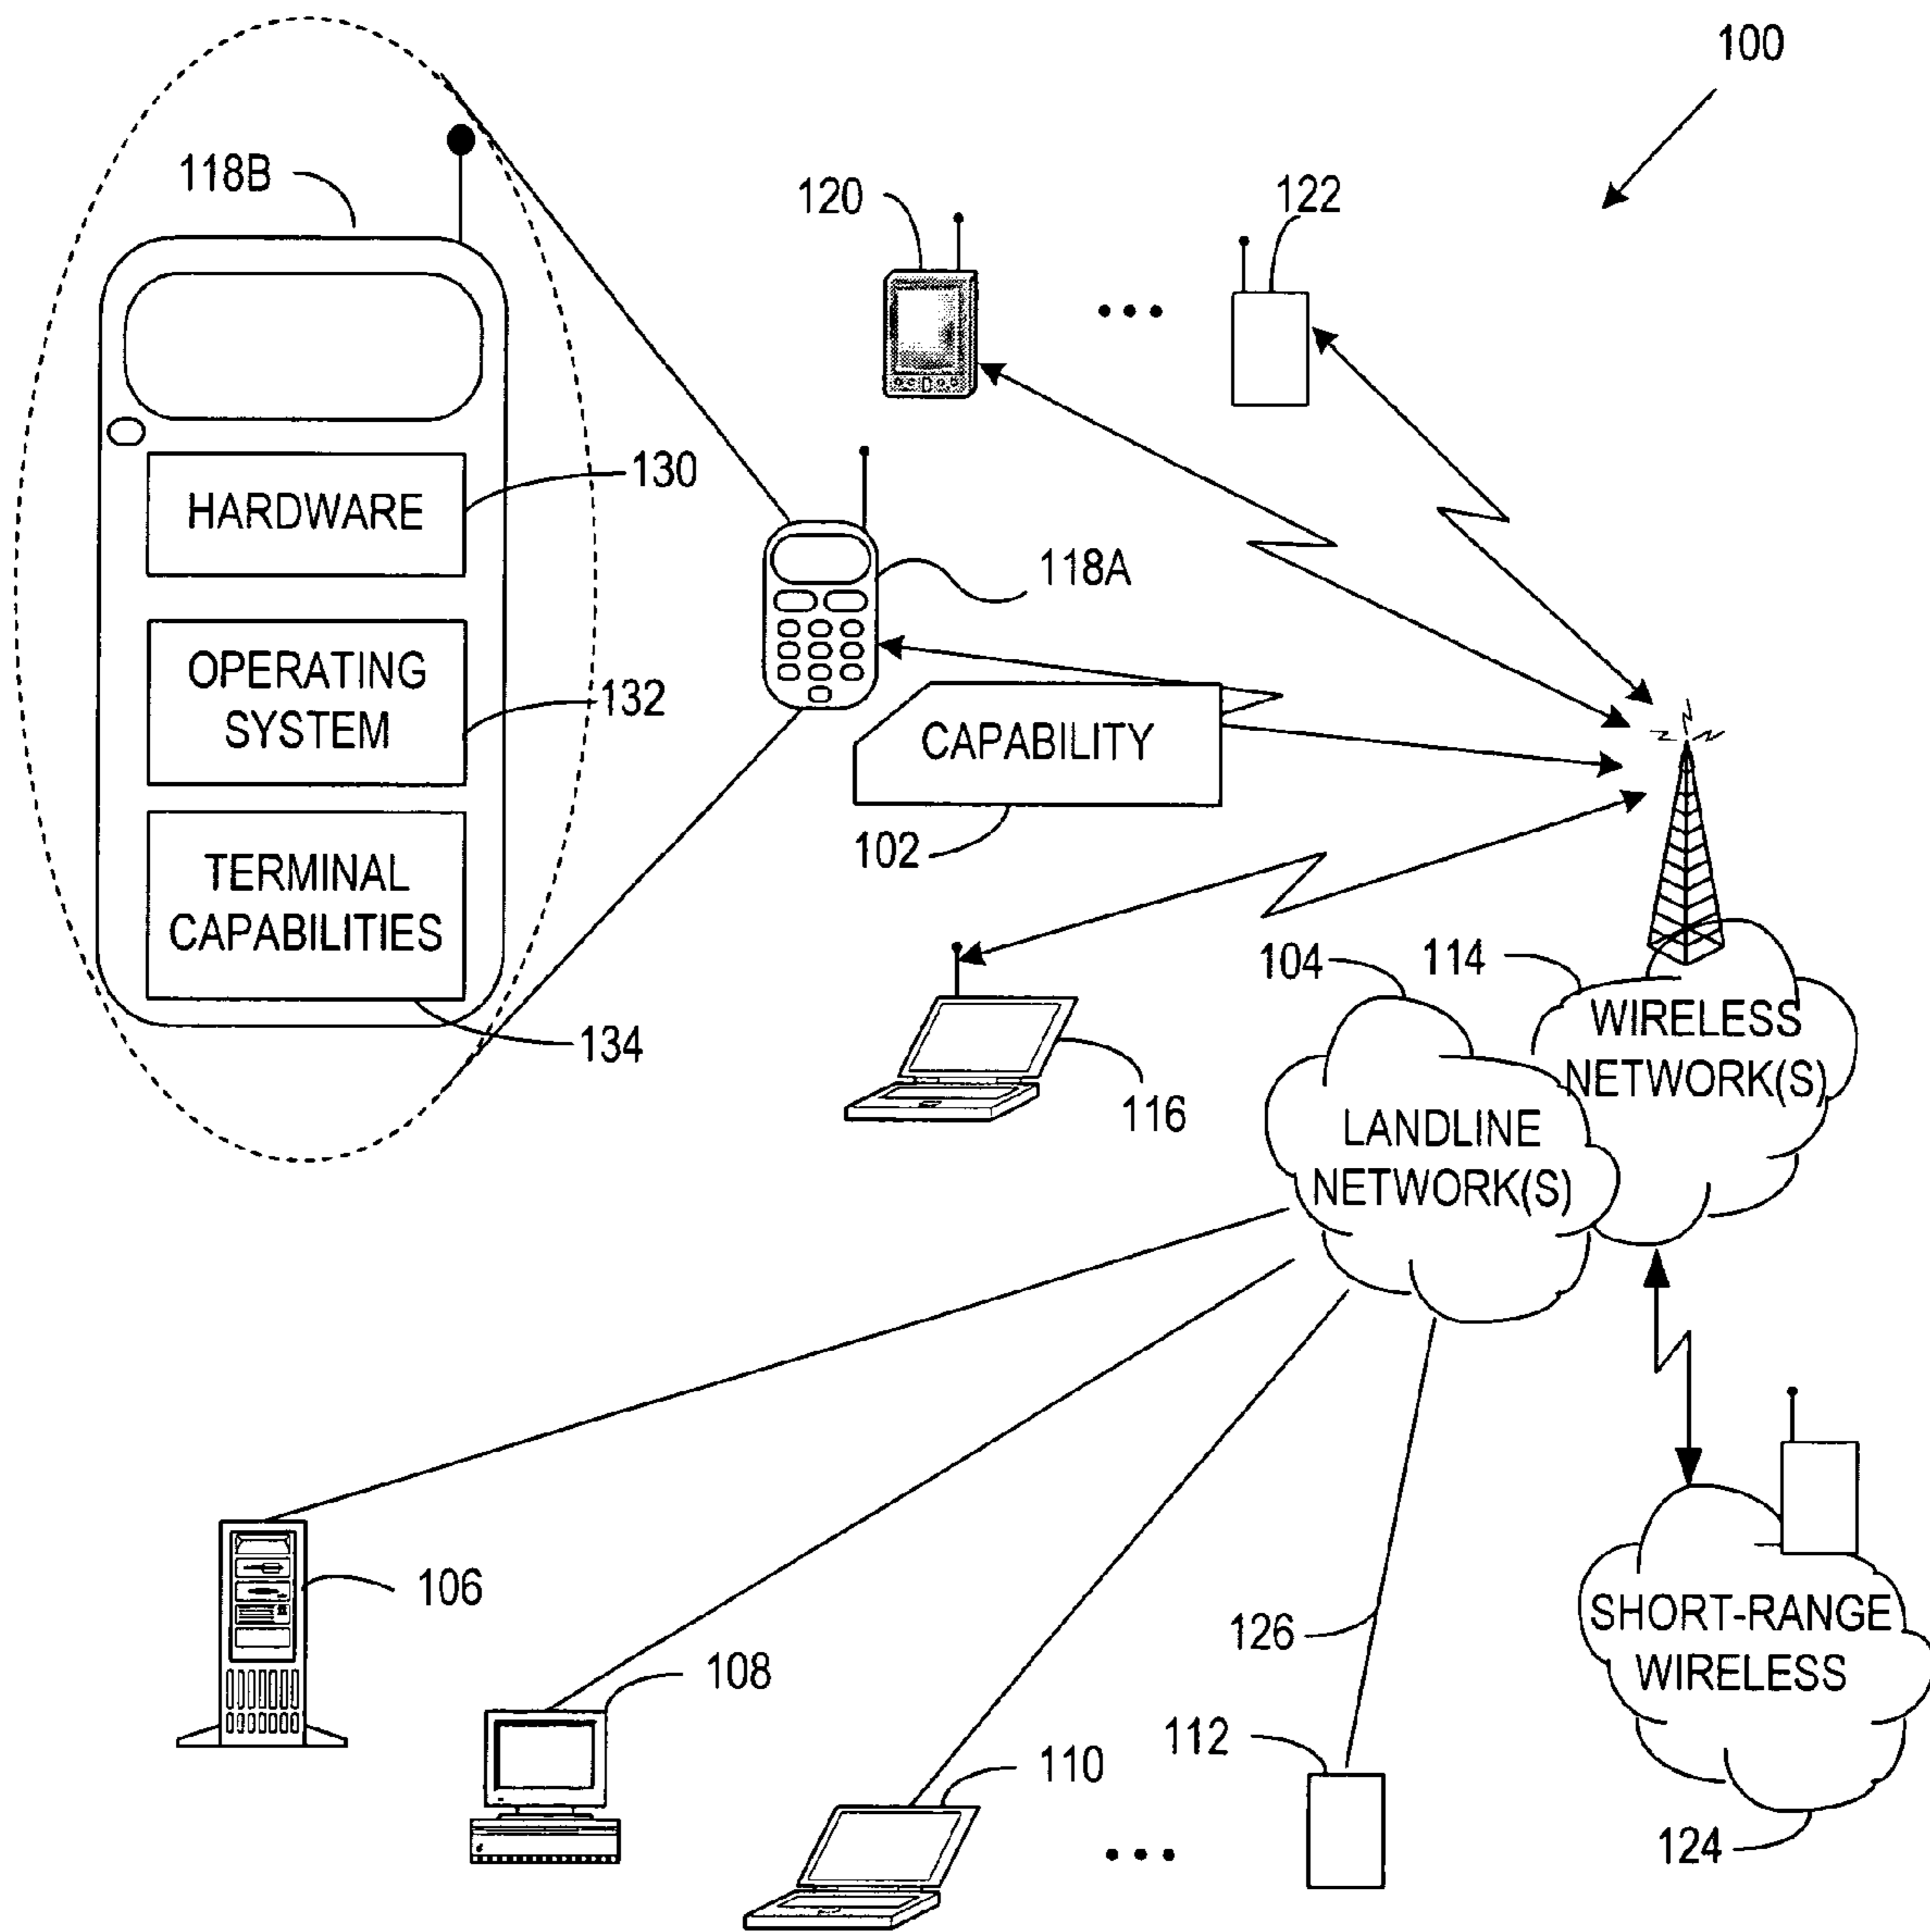 100
118B
120
122
HARDWARE
130
118A
OPERATING
SYSTEM
132
CAPABILITY
102
TERMINAL
CAPABILITIES
134
104
114
WIRELESS
NETWORK(S)
116
LANDLINE
NETWORK(S)
106
126
SHORT-RANGE
WIRELESS
108
112
110
124